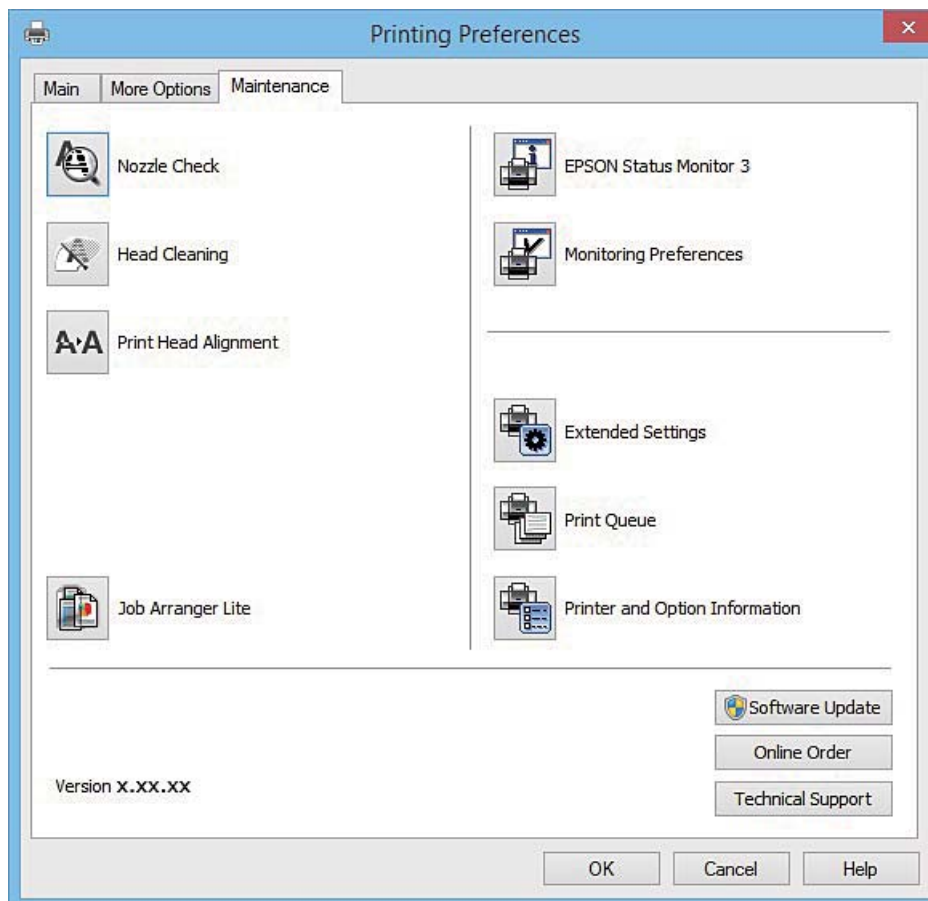 Printing Preferences
Main
More Options
Maintenance
Nozzle Check
Head Cleaning
A·A Print Head Alignment
Job Arranger Lite
EPSON Status Monitor 3
Monitoring Preferences
Extended Settings
Print Queue
Printer and Option Information
Software Update
Online Order
Technical Support
Version x.xx.xx
OK
Cancel
Help